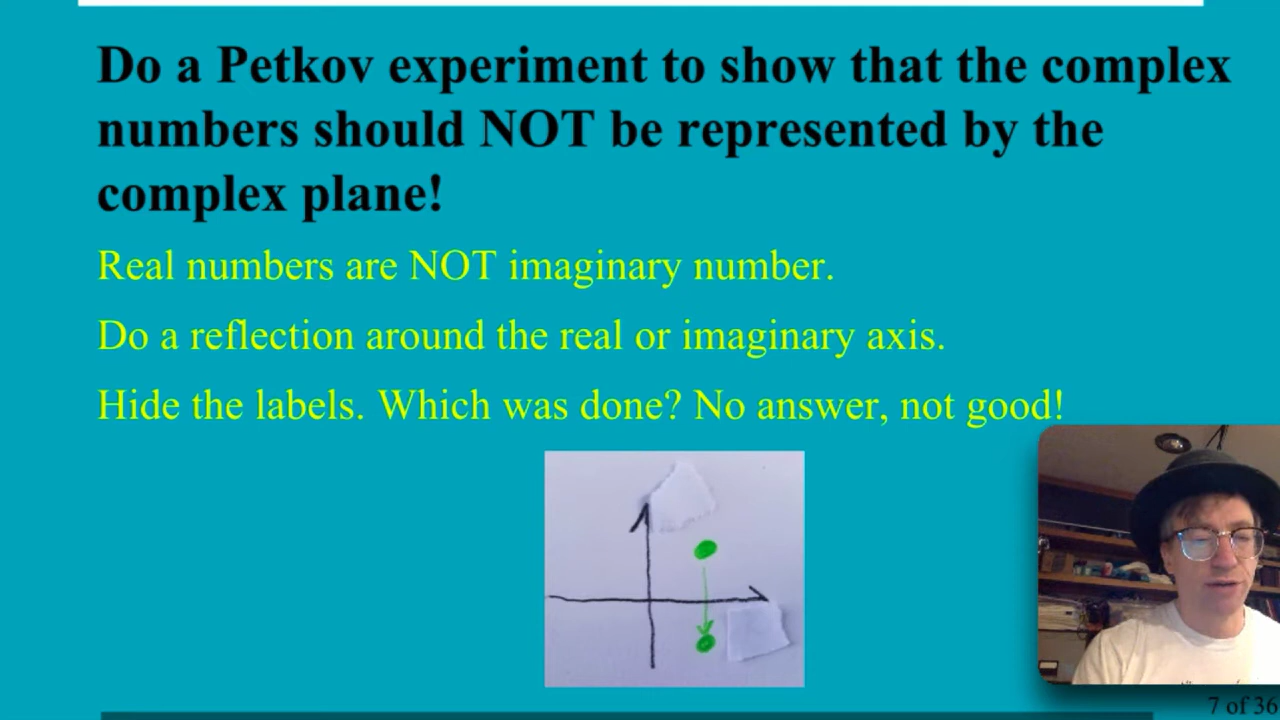 Do a Petkov experiment to show that the complex
numbers should NOT be represented by the
complex plane!
Real numbers are NOT imaginary number.
Do a reflection around the real or imaginary axis.
Hide the labels. Which was done? No answer, not good!
7 of 36